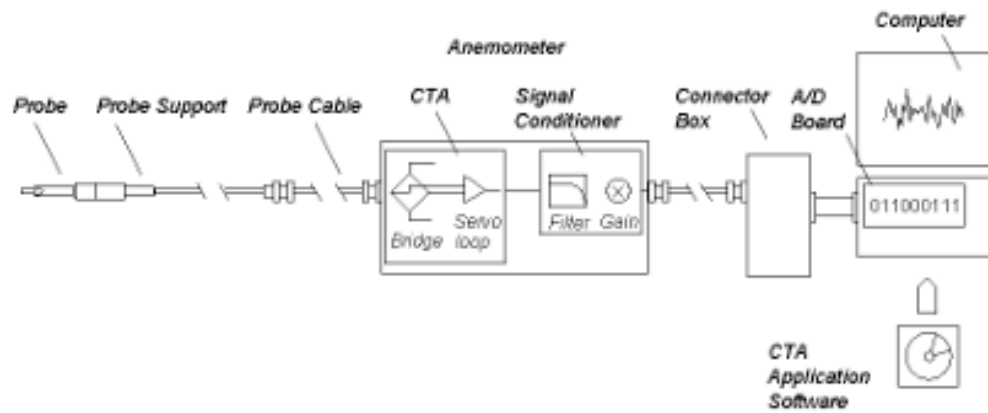 Computer
Anemometer
Probe
Probe Support
Probe Cable
CTA
Signal
Conditioner
Connector
Box
A/D
Board
011000111
Bridge
Servo
loop
Filter
Gain
CTA
Application
Software